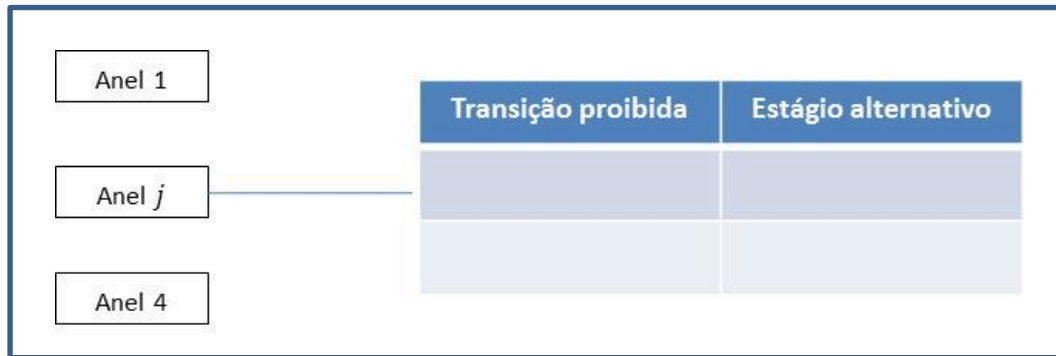 Anel 1
Transição proibida
Estágio alternativo
Anel j
Anel 4